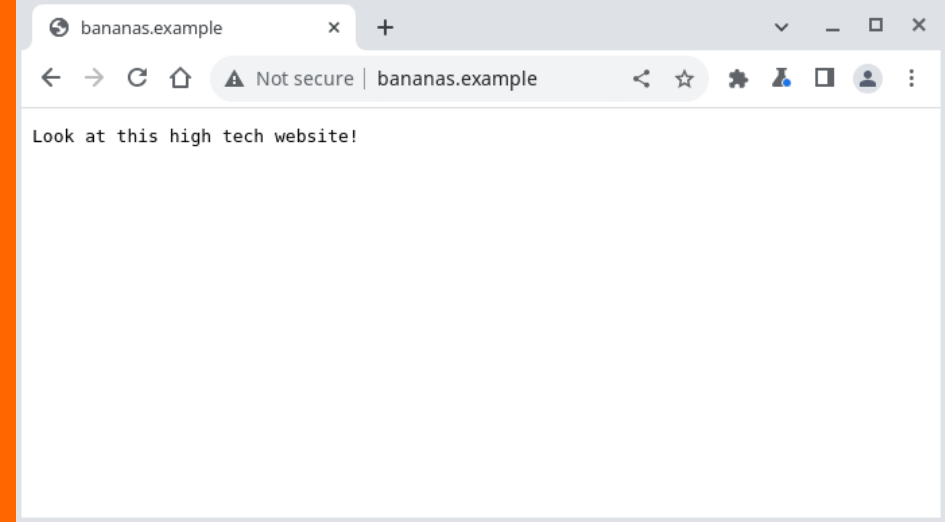 bananas.example
Not secure | bananas.example
Look at this high tech website!